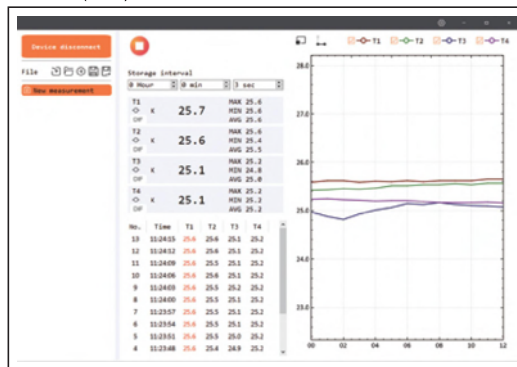 Device disconnect
File
New measurement
Storage interval
0 Hour 0 min 3 sec
T1 K 25.7 MAX 25.6 MIN 25.6 AVG 25.6
Off
T2 K 25.6 MAX 25.6 MIN 25.4 AVG 25.5
Off
T3 K 25.1 MAX 25.2 MIN 24.8 AVG 25.0
Off
T4 K 25.1 MAX 25.2 MIN 25.2 AVG 25.2
Off
No. Time T1 T2 T3 T4
13 11:24:15 25.6 25.6 25.1 25.2
12 11:24:12 25.6 25.6 25.1 25.2
11 11:24:09 25.6 25.5 25.1 25.2
10 11:24:06 25.6 25.6 25.1 25.2
9 11:24:03 25.6 25.5 25.2 25.2
8 11:24:00 25.6 25.5 25.1 25.2
7 11:23:57 25.6 25.5 25.1 25.2
6 11:23:54 25.6 25.5 25.1 25.2
5 11:23:51 25.6 25.5 25.0 25.2
4 11:23:48 25.6 25.4 24.9 25.2
T1 T2 T3 T4
28.0
26.0
25.0
24.0
23.0
00 02 04 06 08 10 12